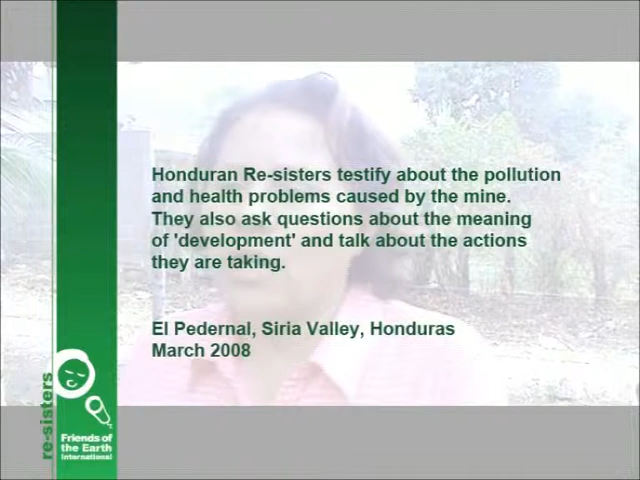 Honduran Re-sisters testify about the pollution
and health problems caused by the mine.
They also ask questions about the meaning
of 'development' and talk about the actions
they are taking.
El Pedernal, Siria Valley, Honduras
March 2008
re-sisters
Friends of
the Earth
International